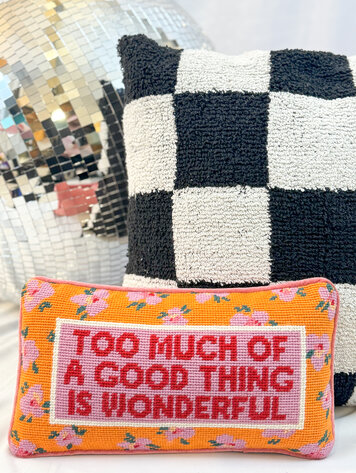 TOO MUCH OF
A GOOD THING
IS WONDERFUL